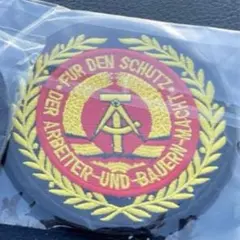 FÜR DEN SCHUTZ
DER ARBEITER-UND-BAUERN-MACHT